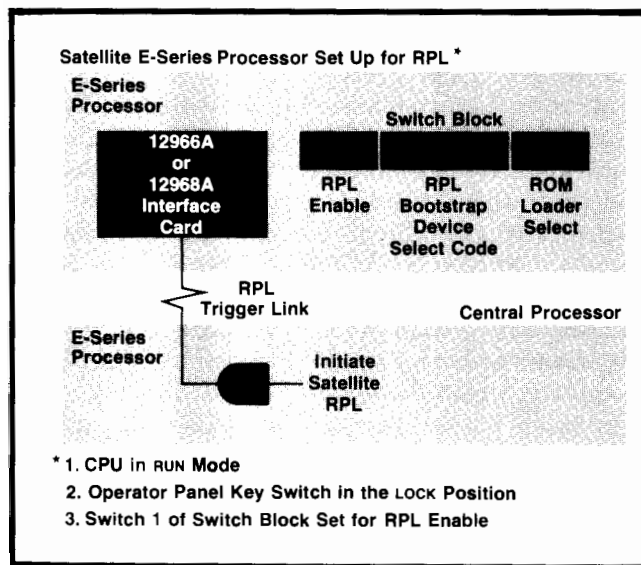 Satellite E-Series Processor Set Up for RPL *
E-Series
Processor
12966A
or
12968A
Interface
Card
Switch Block
RPL
Enable
RPL
Bootstrap
Device
Select Code
ROM
Loader
Select
RPL
Trigger Link
Central Processor
E-Series
Processor
Initiate
Satellite
RPL
* 1. CPU in RUN Mode
2. Operator Panel Key Switch in the LOCK Position
3. Switch 1 of Switch Block Set for RPL Enable